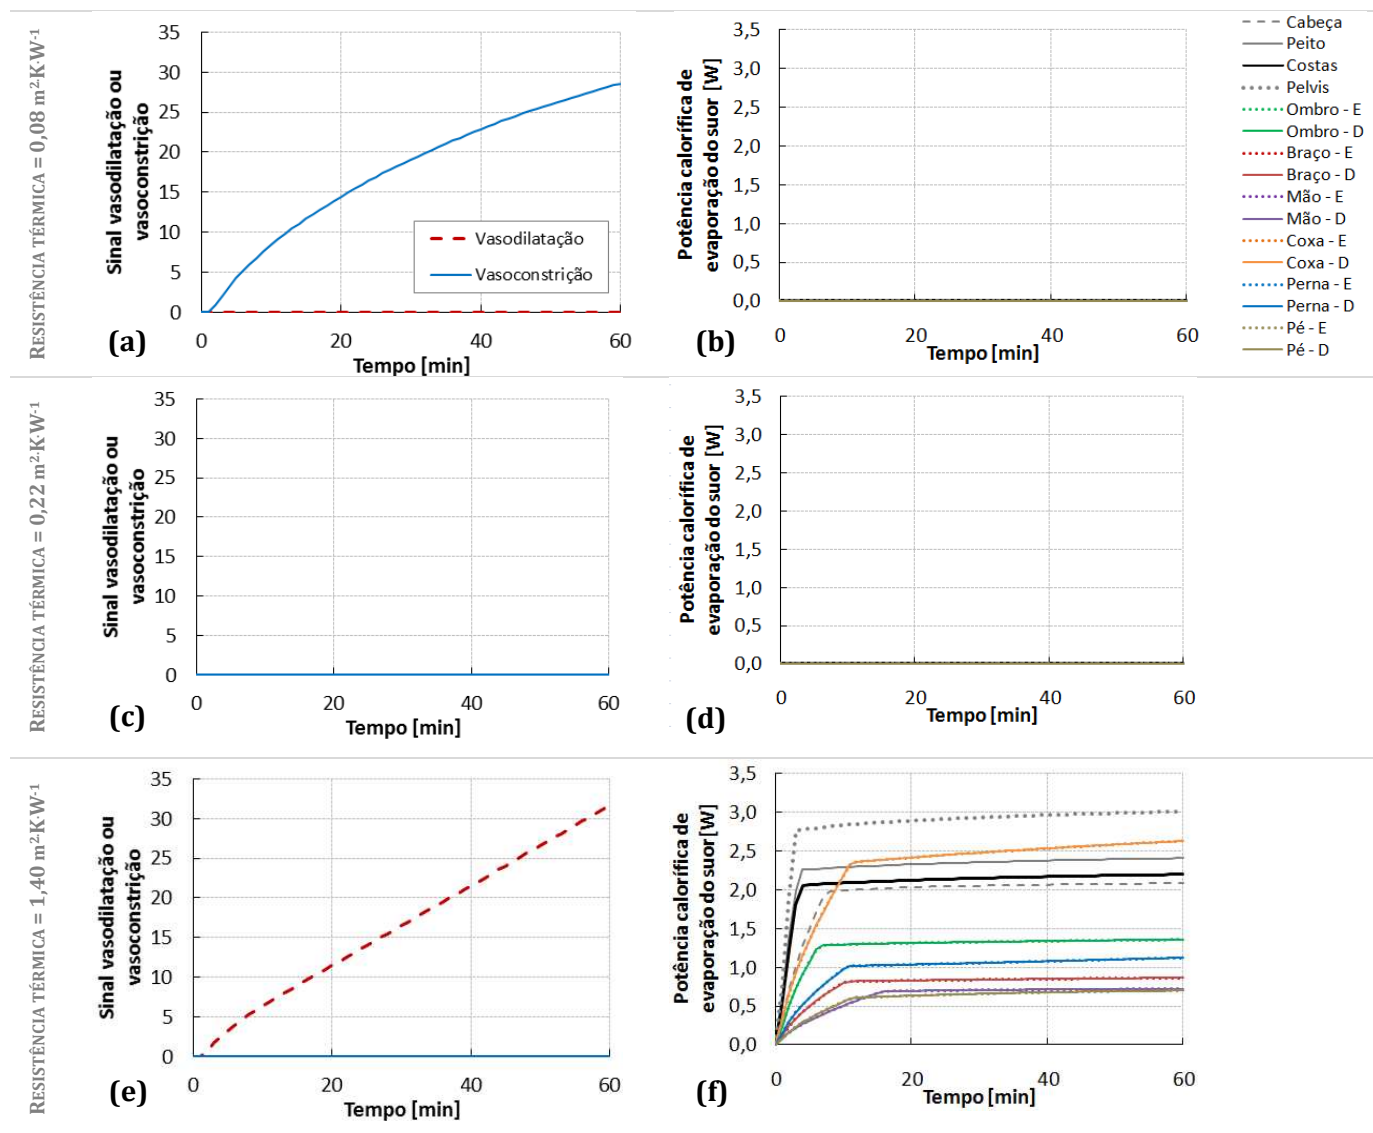 RESISTÊNCIA TÉRMICA = 0,08 m²·K·W⁻¹
Sinal vasodilatação ou
vasoconstrição
35
30
25
20
15
10
5
0
Vasodilatação
Vasoconstrição
0 20 40 60
Tempo [min]
(a)
Potência calorífica de
evaporação do suor [W]
3,5
3,0
2,5
2,0
1,5
1,0
0,5
0,0
0 20 40 60
Tempo [min]
(b)
Cabeça
Peito
Costas
Pelvis
Ombro - E
Ombro - D
Braço - E
Braço - D
Mão - E
Mão - D
Coxa - E
Coxa - D
Perna - E
Perna - D
Pé - E
Pé - D
RESISTÊNCIA TÉRMICA = 0,22 m²·K·W⁻¹
Sinal vasodilatação ou
vasoconstrição
35
30
25
20
15
10
5
0
0 20 40 60
Tempo [min]
(c)
Potência calorífica de
evaporação do suor [W]
3,5
3,0
2,5
2,0
1,5
1,0
0,5
0,0
0 20 40 60
Tempo [min]
(d)
RESISTÊNCIA TÉRMICA = 1,40 m²·K·W⁻¹
Sinal vasodilatação ou
vasoconstrição
35
30
25
20
15
10
5
0
0 20 40 60
Tempo [min]
(e)
Potência calorífica de
evaporação do suor[W]
3,5
3,0
2,5
2,0
1,5
1,0
0,5
0,0
0 20 40 60
Tempo [min]
(f)